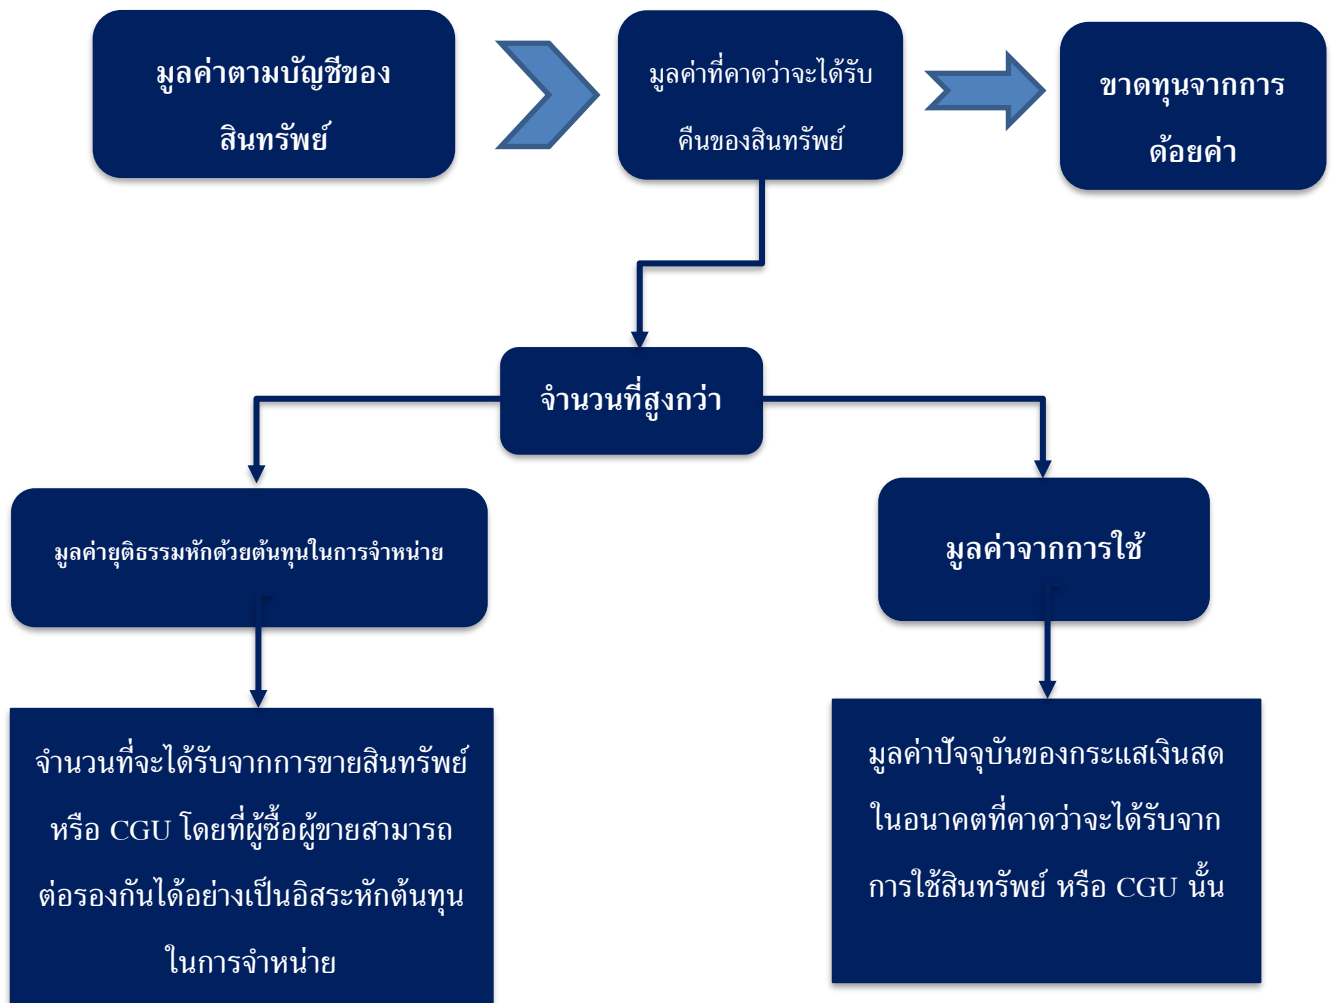 มูลค่าตามบัญชีของ
สินทรัพย์
มูลค่าที่คาดว่าจะได้รับ
คืนของสินทรัพย์
ขาดทุนจากการ
ด้อยค่า
จำนวนที่สูงกว่า
มูลค่ายุติธรรมหักด้วยต้นทุนในการจำหน่าย
มูลค่าจากการใช้
จำนวนที่จะได้รับจากการขายสินทรัพย์
หรือ CGU โดยที่ผู้ซื้อผู้ขายสามารถ
ต่อรองกันได้อย่างเป็นอิสระหักต้นทุน
ในการจำหน่าย
มูลค่าปัจจุบันของกระแสเงินสด
ในอนาคตที่คาดว่าจะได้รับจาก
การใช้สินทรัพย์ หรือ CGU นั้น